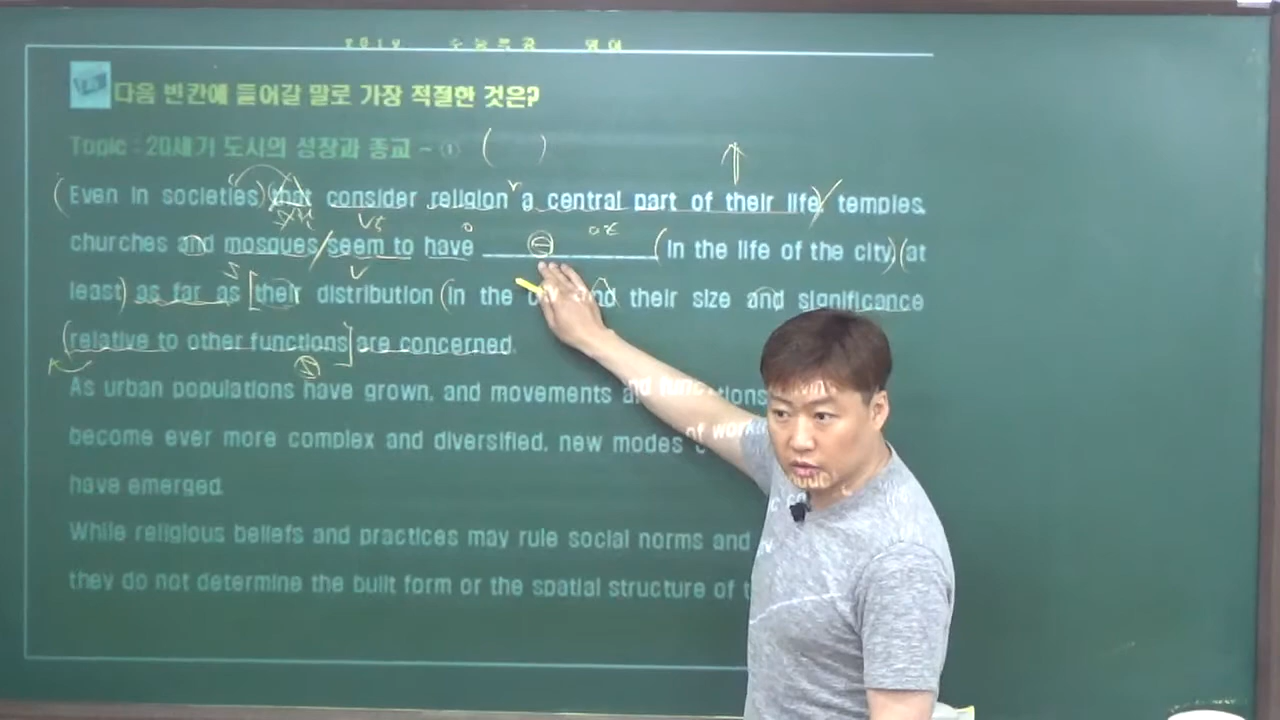 다음 빈칸에 들어갈 말로 가장 적절한 것은?
Topic : 20세기 도시의 성장과 종교 - ① ( )
Even in societies that consider religion a central part of their life, temples,
churches and mosques seem to have ⊖ in the life of the city, at
least as far as their distribution in the and their size and significance
relative to other functions are concerned.
As urban populations have grown, and movements and
become ever more complex and diversified, new modes of
have emerged.
While religious beliefs and practices may rule social norms and
they do not determine the built form or the spatial structure of